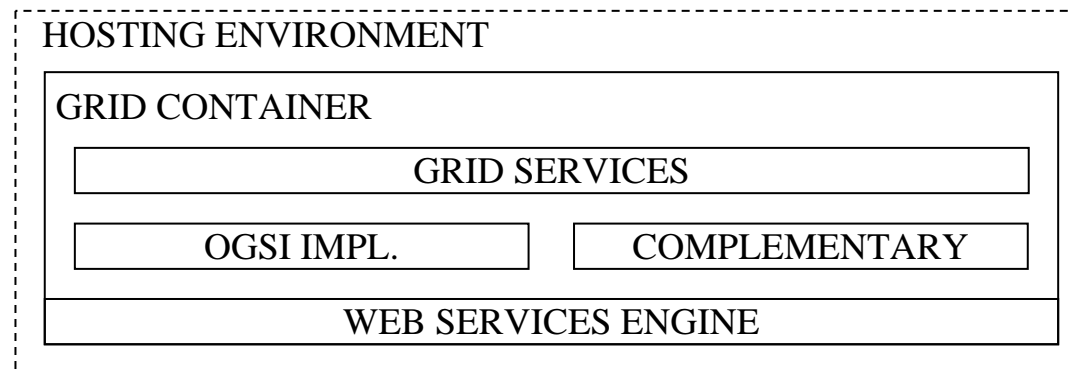 HOSTING ENVIRONMENT
GRID CONTAINER
GRID SERVICES
OGSI IMPL.
COMPLEMENTARY
WEB SERVICES ENGINE